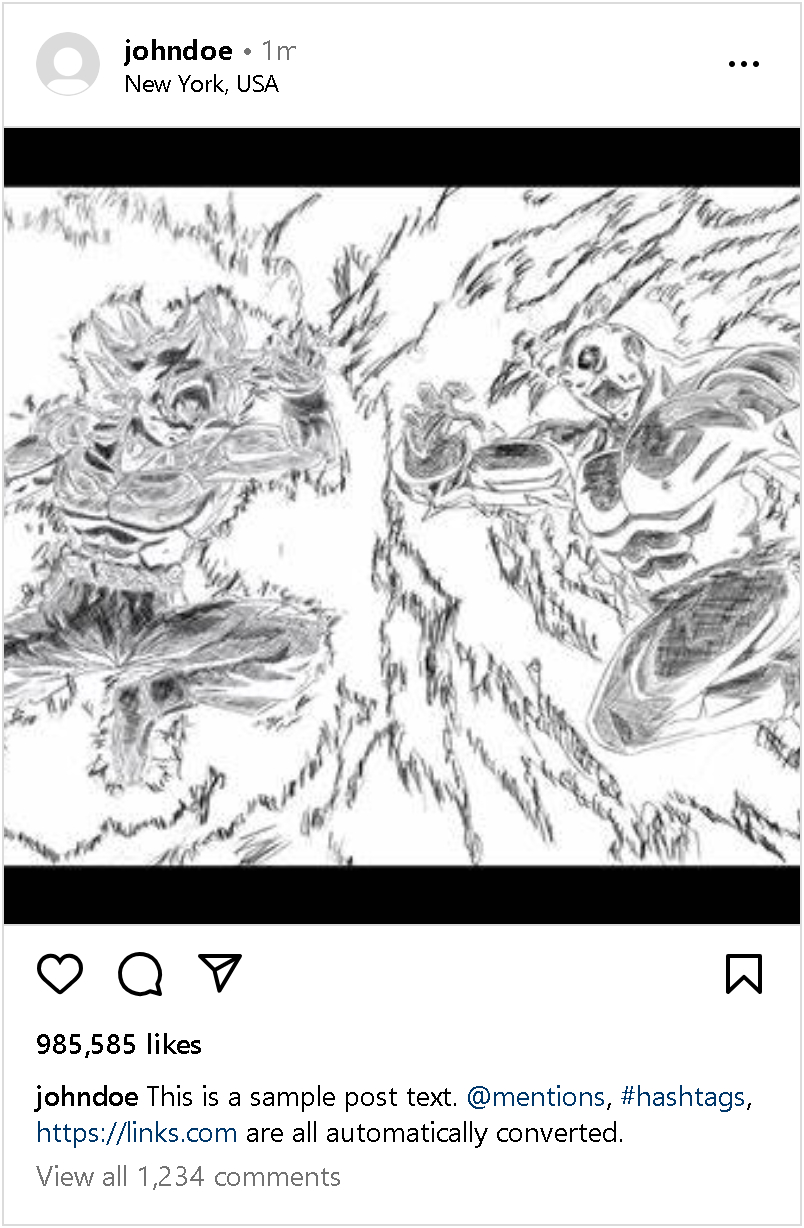 johndoe • 1m
New York, USA
985,585 likes
johndoe This is a sample post text. @mentions, #hashtags,
https://links.com are all automatically converted.
View all 1,234 comments